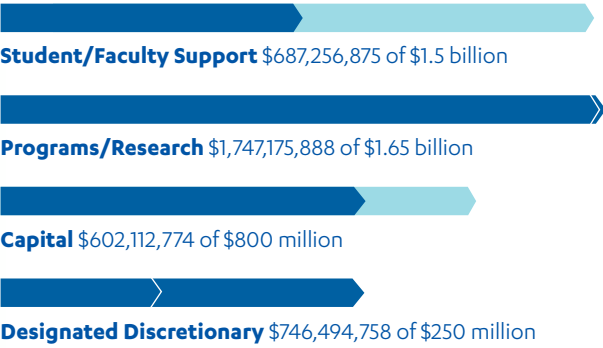 Student/Faculty Support $687,256,875 of $1.5 billion
Programs/Research $1,747,175,888 of $1.65 billion
Capital $602,112,774 of $800 million
Designated Discretionary $746,494,758 of $250 million